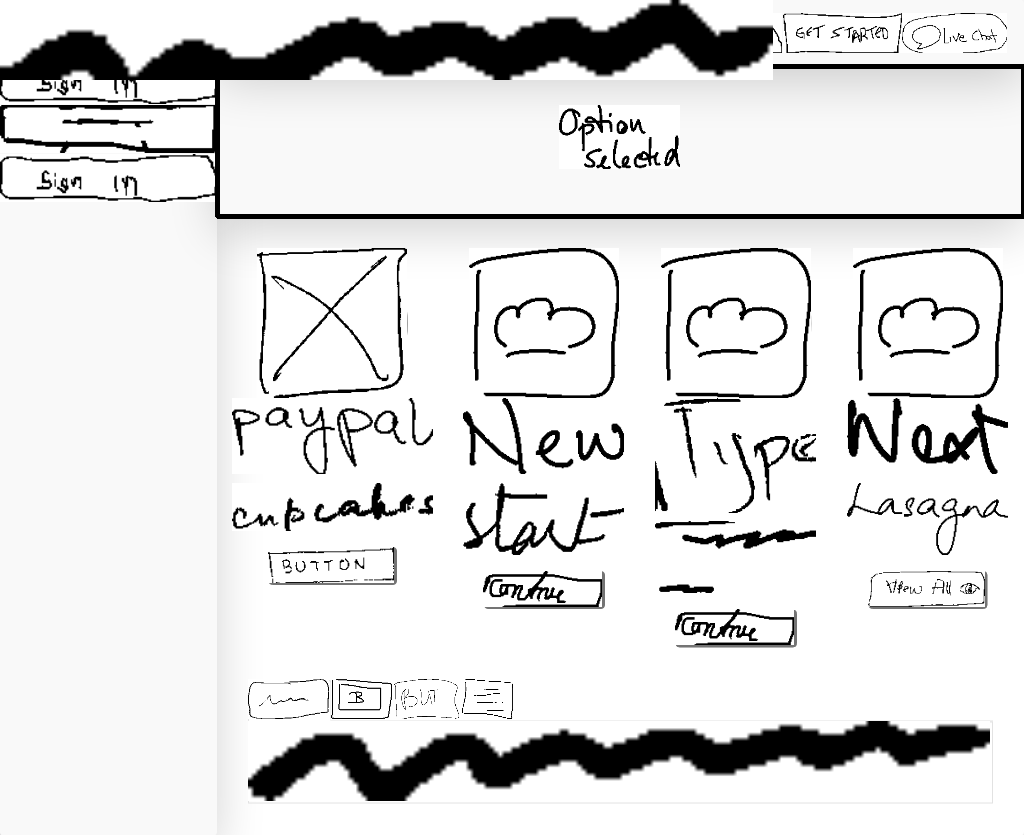 GET STARTED
Live Chat
Sign In
Sign In
Option
Selected
paypal
New
Type
Next
cupcakes
start
Lasagna
BUTTON
Continue
View All
Continue
B
BUT